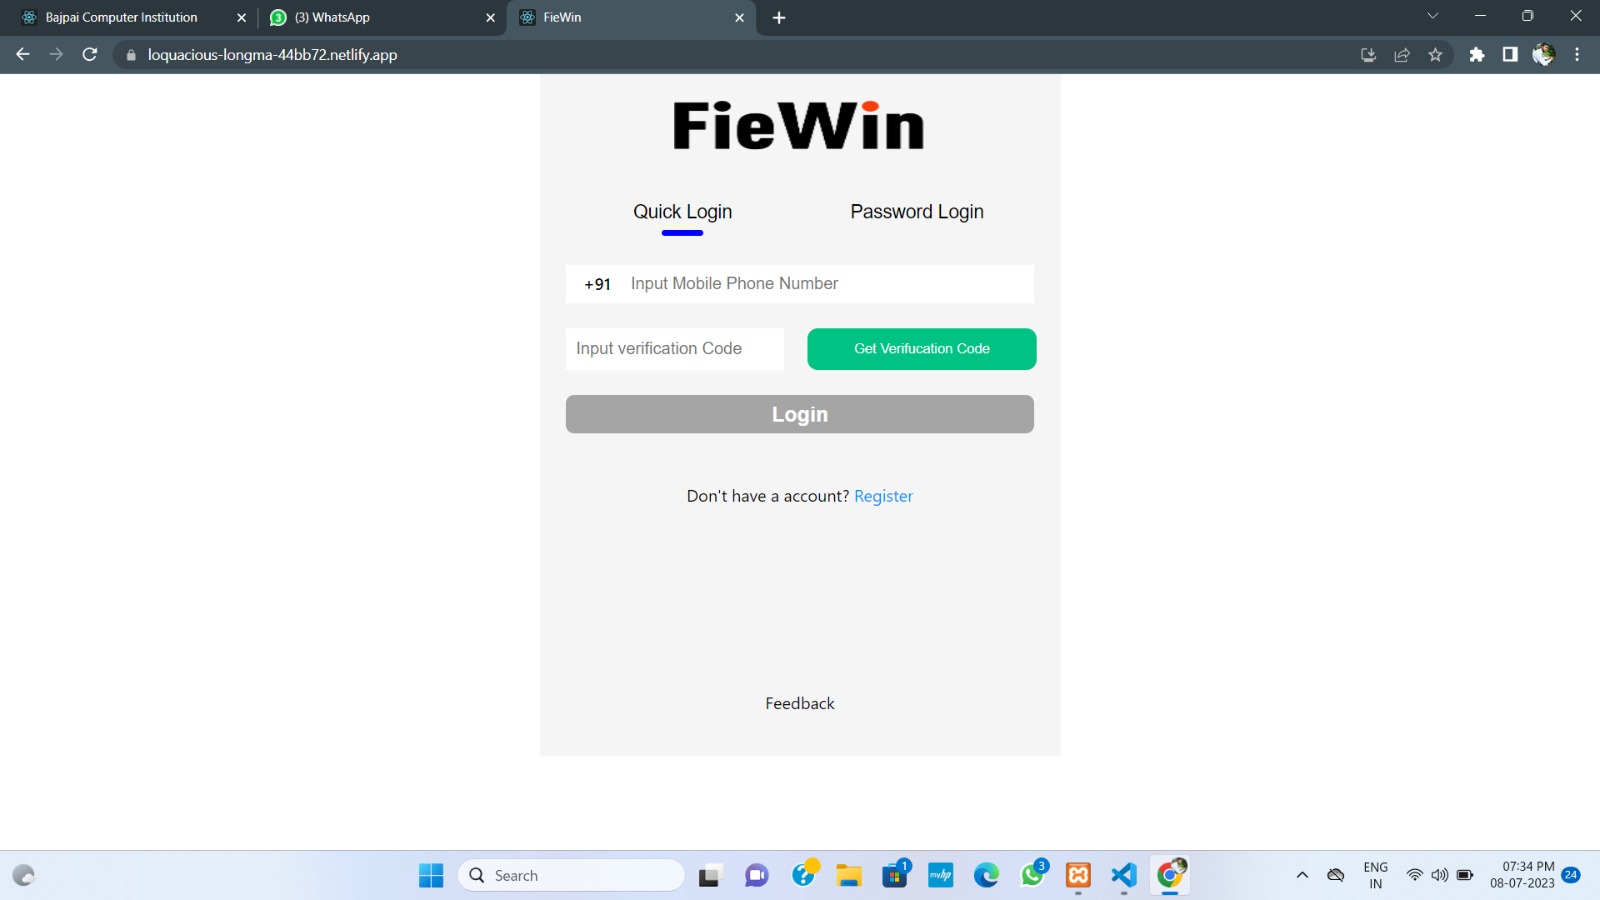 Bajpai Computer Institution
3
(3) WhatsApp
FieWin
loquacious-longma-44bb72.netlify.app
FieWin
Quick Login
Password Login
+91
Input Mobile Phone Number
Input verification Code
Get Verifucation Code
Login
Don't have a account? Register
Feedback
Search
?
1
myhp
3
ENG
IN
07:34 PM
08-07-2023
24